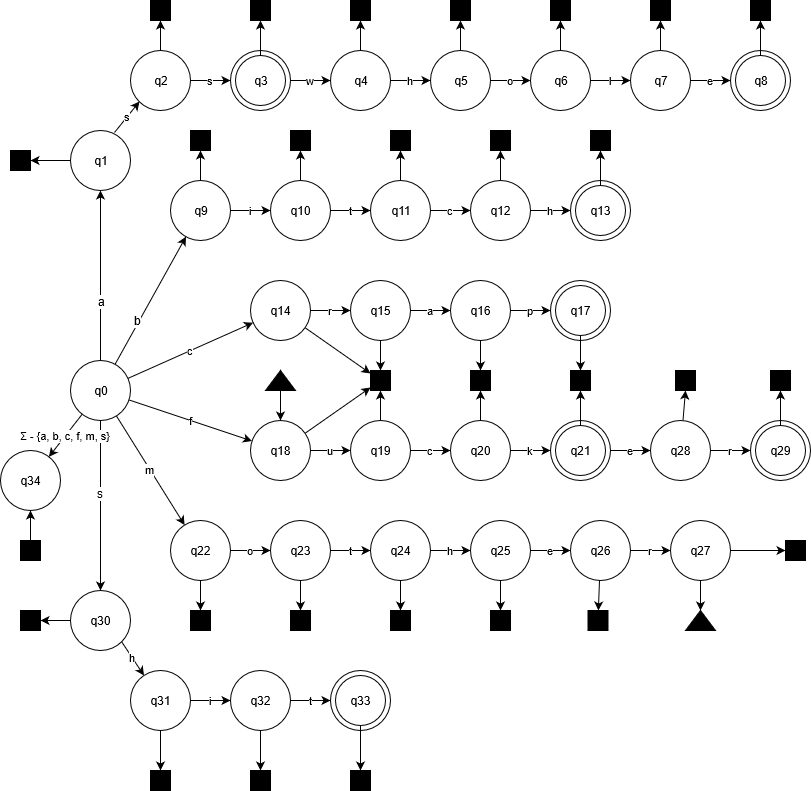 q2 s q3 w q4 h q5 o q6 l q7 e q8
s
q1
q9 i q10 t q11 c q12 h q13
a
b
q14 r q15 a q16 p q17
c
q0
f
Σ - {a, b, c, f, m, s}
q18 u q19 c q20 k q21 e q28 r q29
q34
m
s
q22 o q23 t q24 h q25 e q26 r q27
q30
h
q31 i q32 t q33